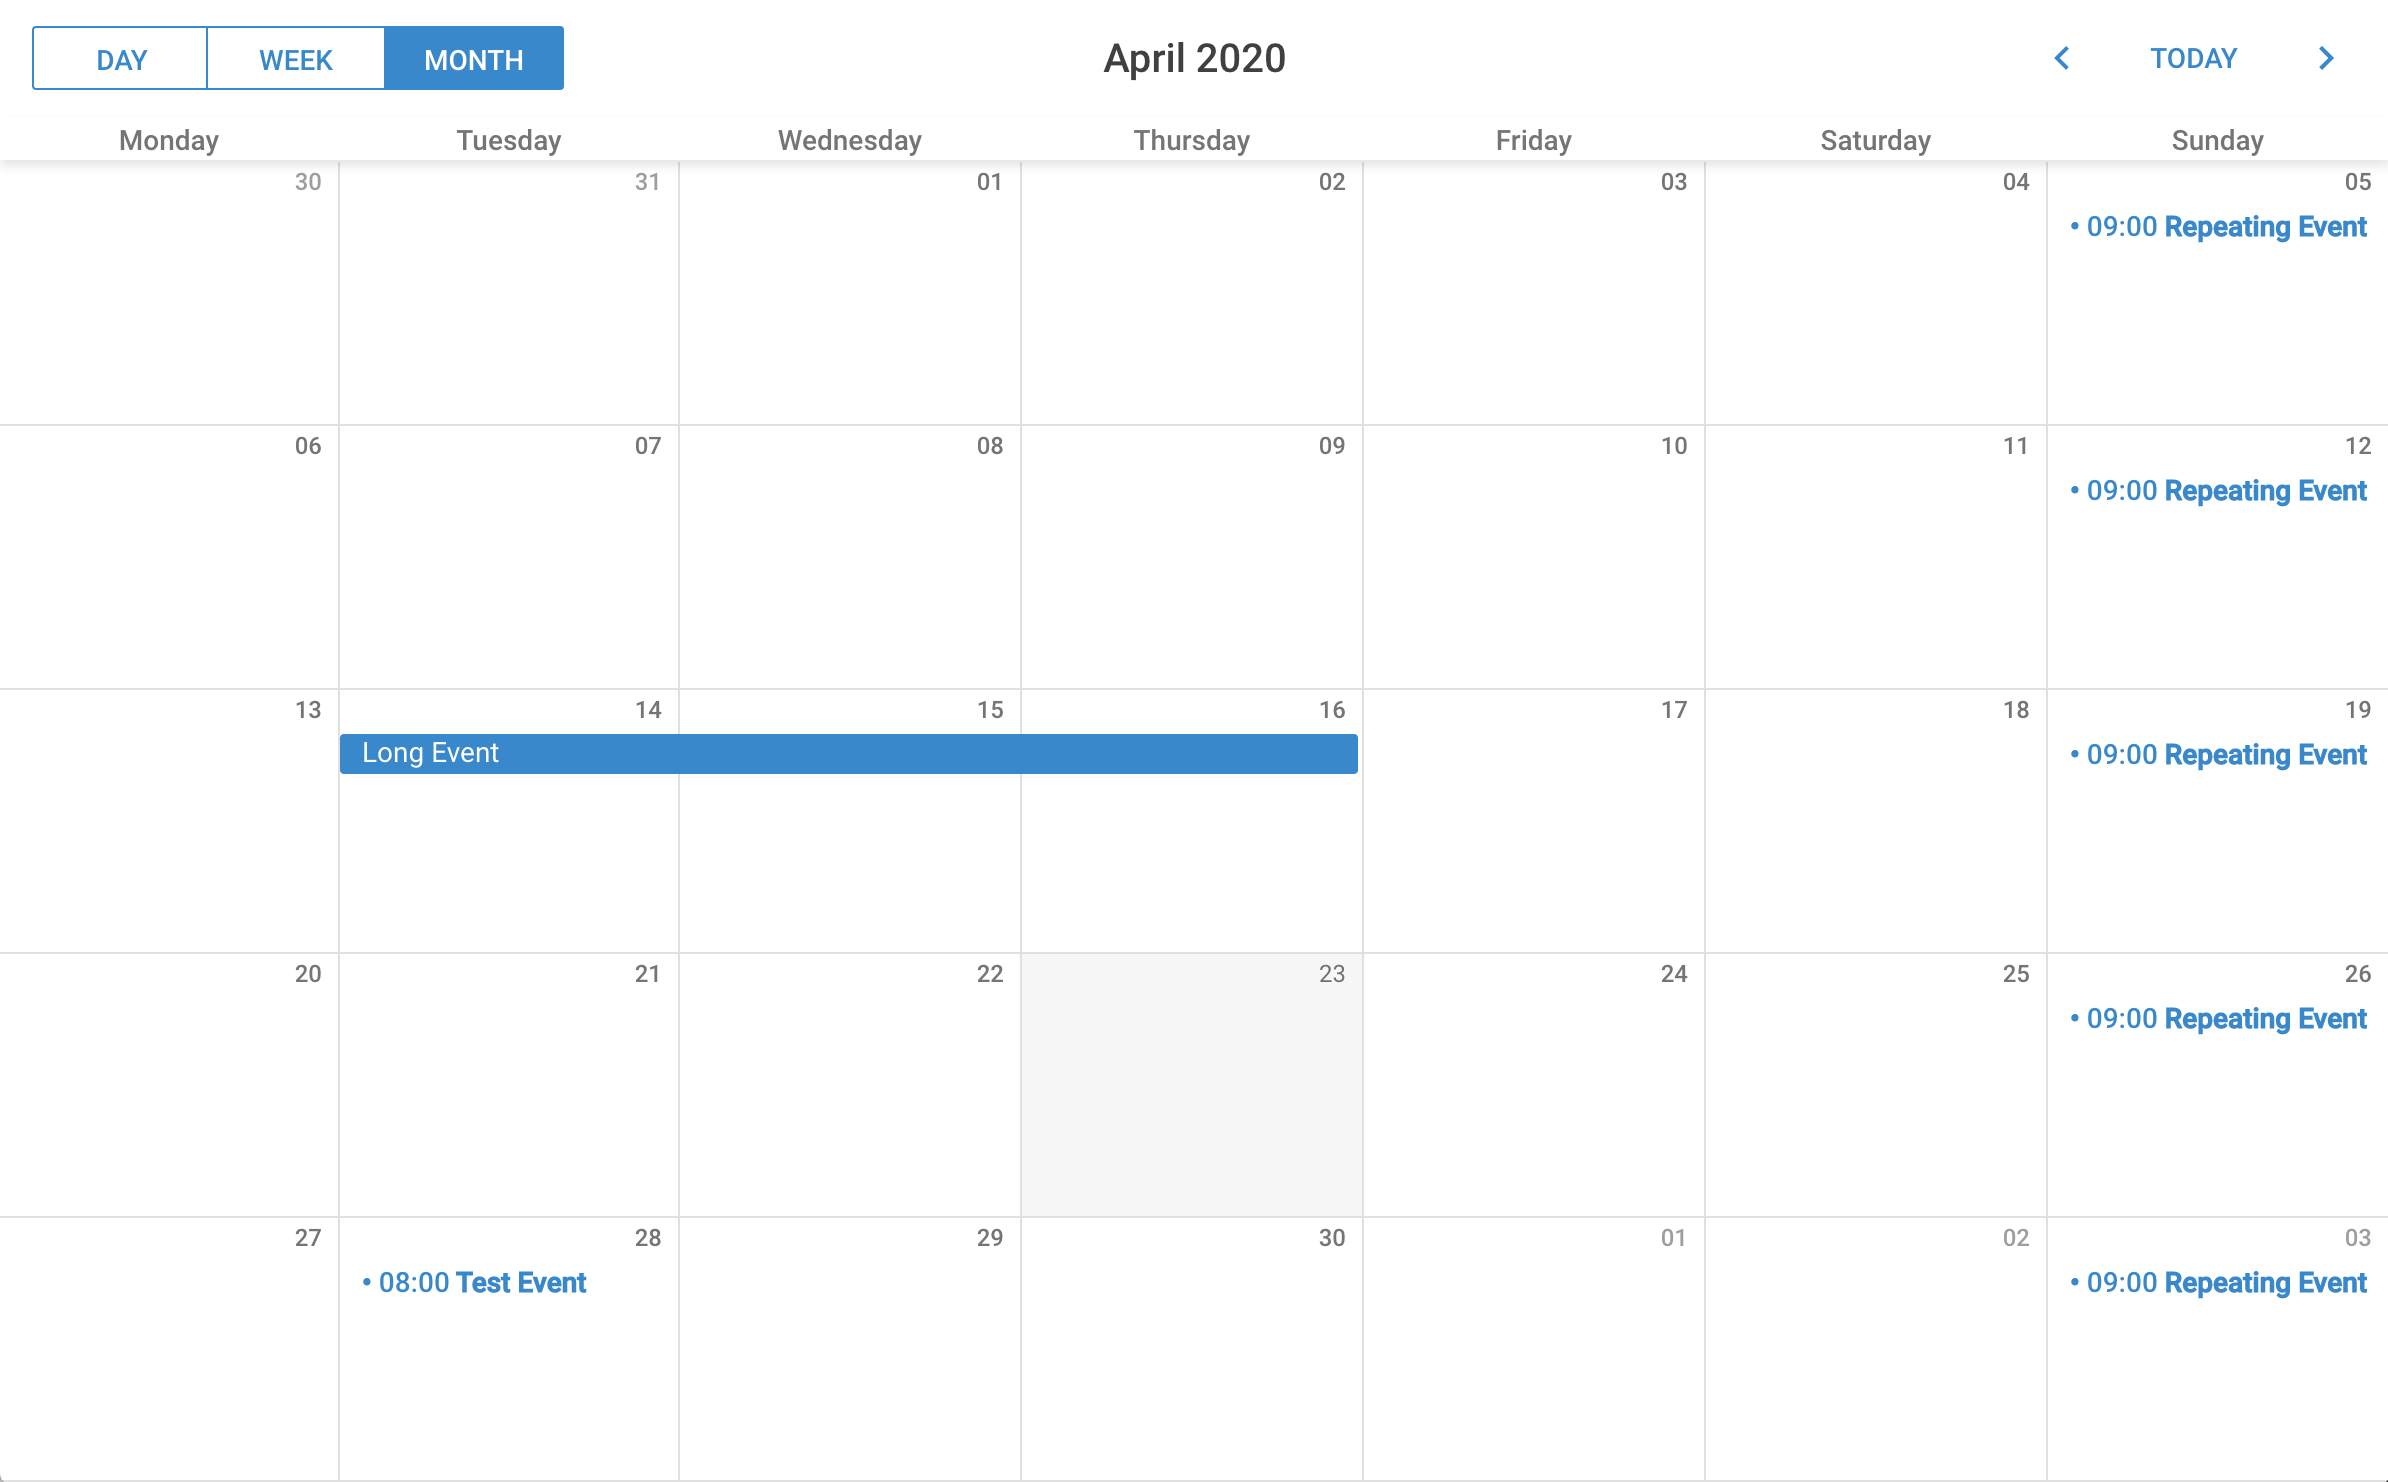 DAY WEEK MONTH April 2020 TODAY
Monday Tuesday Wednesday Thursday Friday Saturday Sunday
30 31 01 02 03 04 05
• 09:00 Repeating Event
06 07 08 09 10 11 12
• 09:00 Repeating Event
13 14 15 16 17 18 19
Long Event • 09:00 Repeating Event
20 21 22 23 24 25 26
• 09:00 Repeating Event
27 28 29 30 01 02 03
• 08:00 Test Event • 09:00 Repeating Event